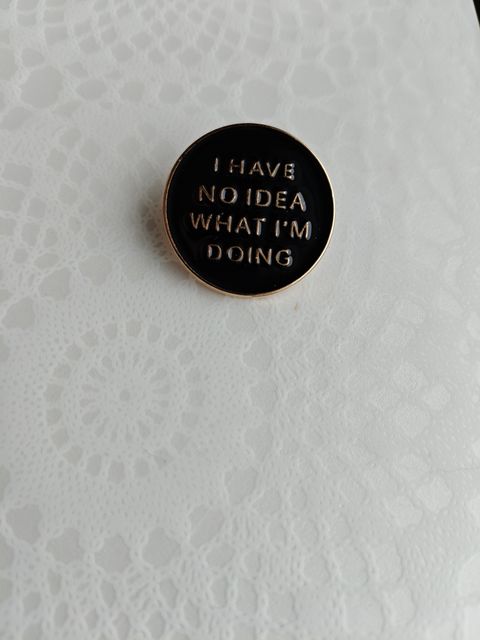 I HAVE
NO IDEA
WHAT I'M
DOING